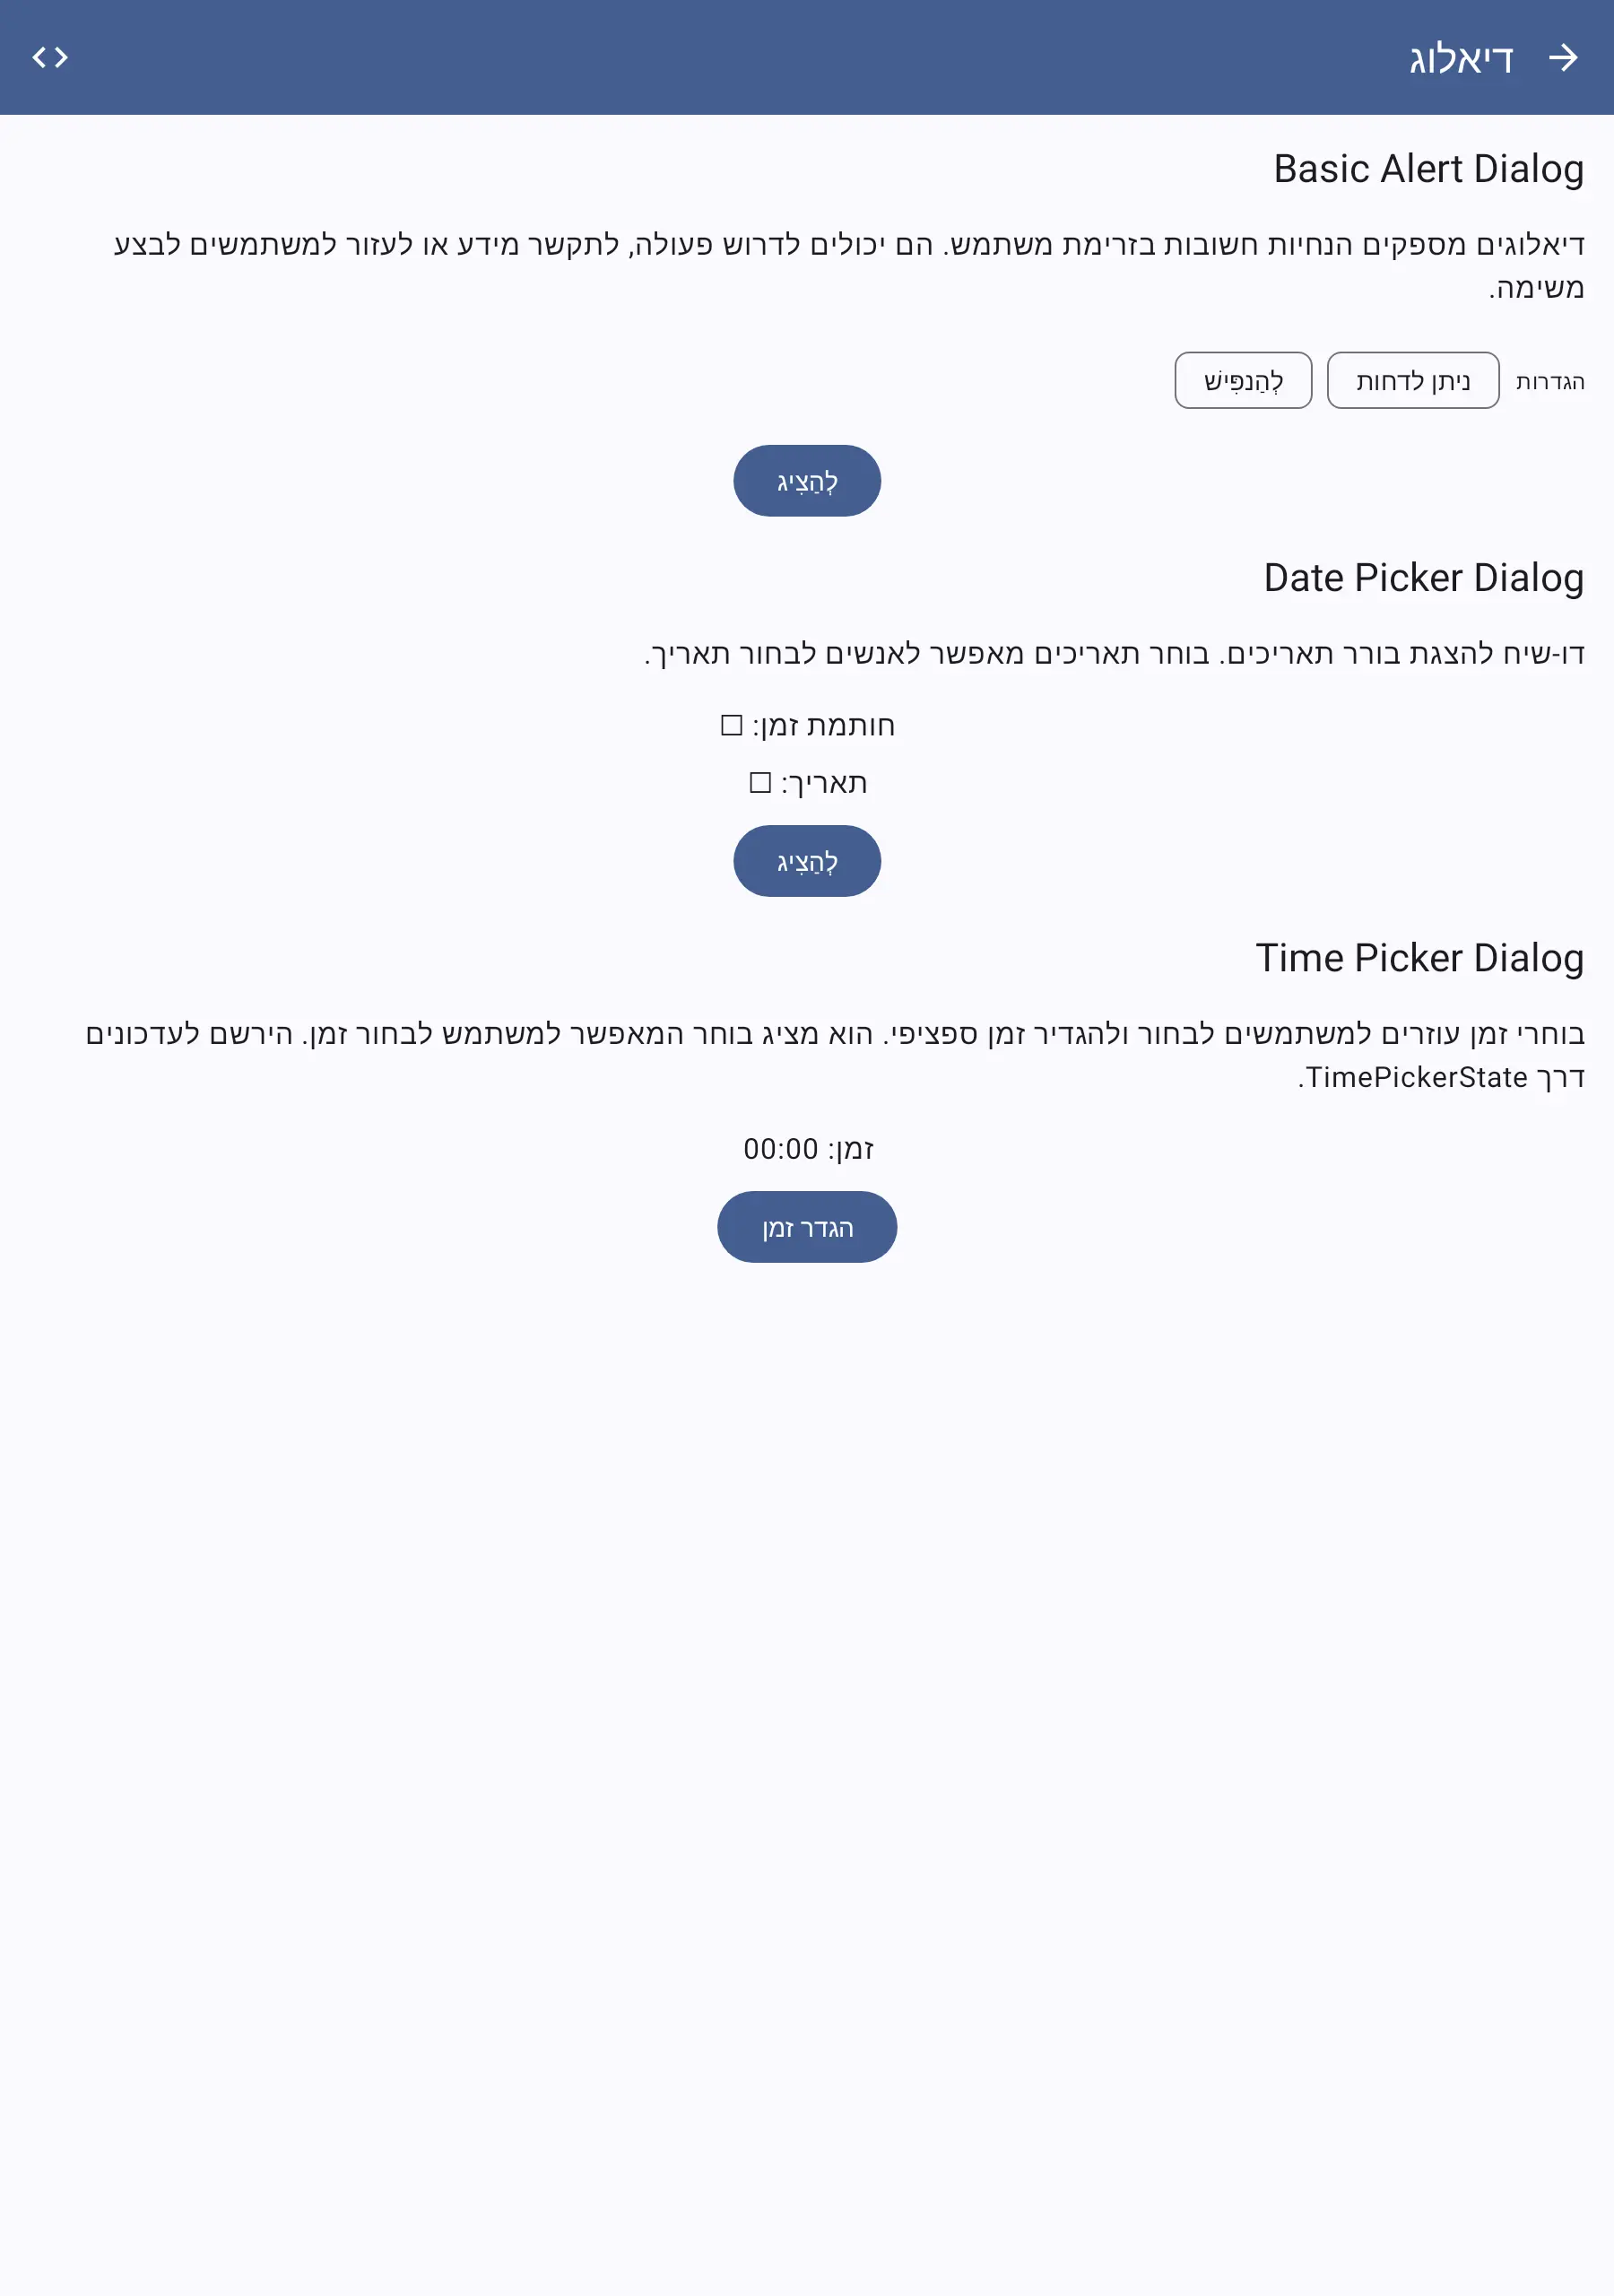 דיאלוג
Basic Alert Dialog
דיאלוגים מספקים הנחיות חשובות בזרימת משתמש. הם יכולים לדרוש פעולה, לתקשר מידע או לעזור למשתמשים לבצע
משימה.
הגדרות ניתן לדחות לְהַנפִּישׁ
לְהַצִיג
Date Picker Dialog
דו-שיח להצגת בורר תאריכים. בוחר תאריכים מאפשר לאנשים לבחור תאריך.
חותמת זמן: ☐
תאריך: ☐
לְהַצִיג
Time Picker Dialog
בוחרי זמן עוזרים למשתמשים לבחור ולהגדיר זמן ספציפי. הוא מציג בוחר המאפשר למשתמש לבחור זמן. הירשם לעדכונים
דרך TimePickerState.
זמן: 00:00
הגדר זמן